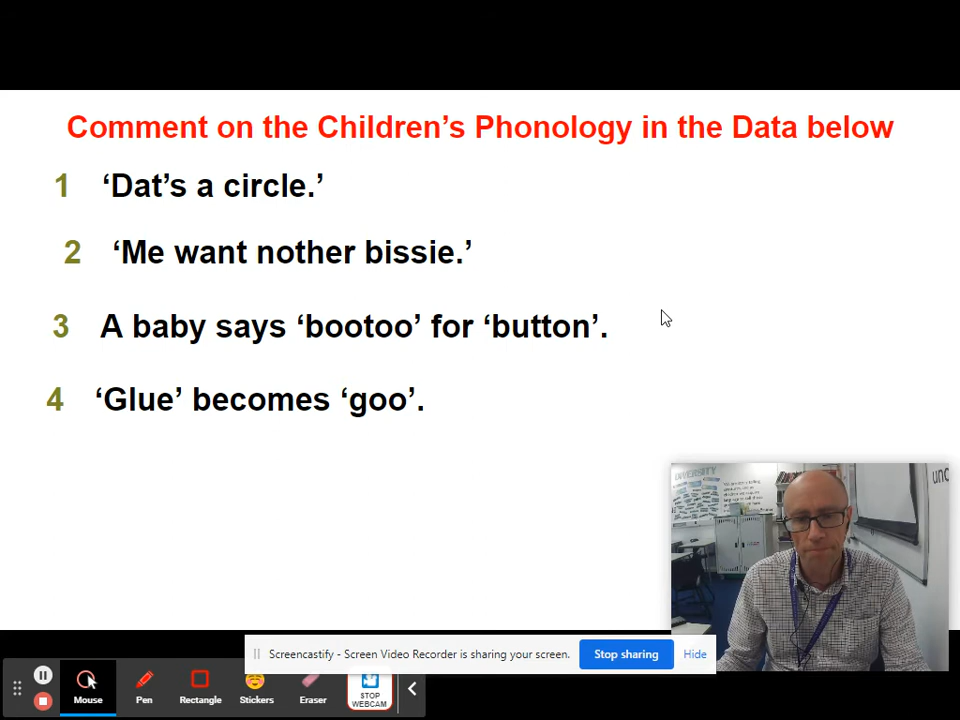 Comment on the Children’s Phonology in the Data below
1 ‘Dat’s a circle.’
2 ‘Me want nother bissie.’
3 A baby says ‘bootoo’ for ‘button’.
4 ‘Glue’ becomes ‘goo’.
DIVERSITY
unc
Screencastify - Screen Video Recorder is sharing your screen.
Stop sharing
Hide
Mouse
Pen
Rectangle
Stickers
Eraser
STOP
WEBCAM